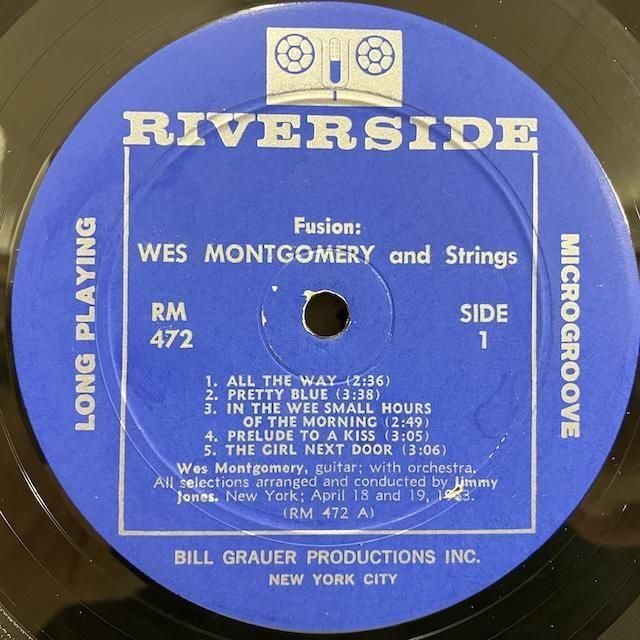 RIVERSIDE
Fusion:
WES MONTGOMERY and Strings
RM
472
SIDE
1
LONG PLAYING
MICROGROOVE
1. ALL THE WAY (2:36)
2. PRETTY BLUE (3:38)
3. IN THE WEE SMALL HOURS
OF THE MORNING (2:49)
4. PRELUDE TO A KISS (3:05)
5. THE GIRL NEXT DOOR (3:06)
Wes Montgomery, guitar; with orchestra.
All selections arranged and conducted by Jimmy
Jones. New York; April 18 and 19, 1963.
(RM 472 A)
BILL GRAUER PRODUCTIONS INC.
NEW YORK CITY